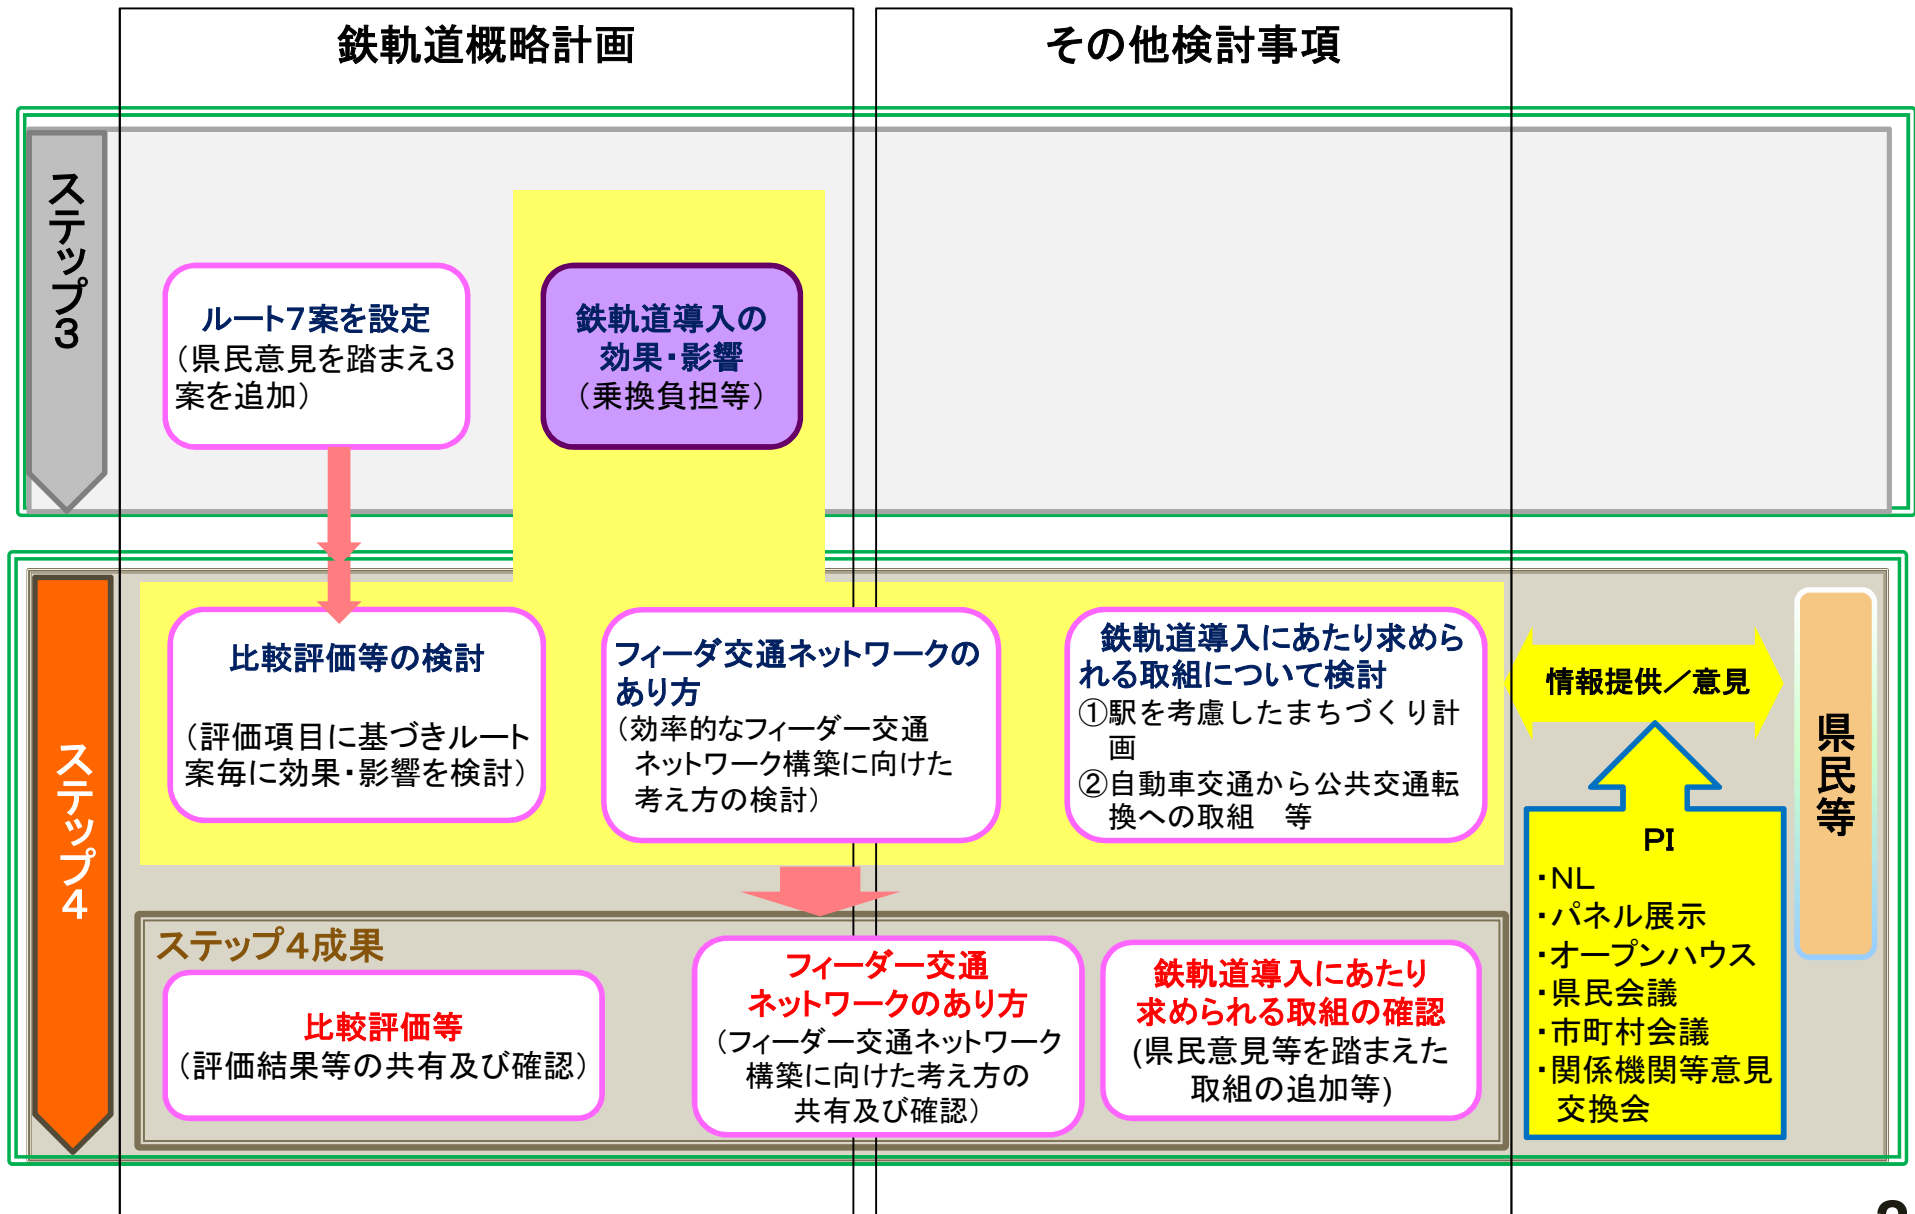 鉄軌道概略計画
その他検討事項
ステップ3
ルート7案を設定
（県民意見を踏まえ3
案を追加）
鉄軌道導入の
効果・影響
（乗換負担等）
ステップ4
比較評価等の検討
（評価項目に基づきルート
案毎に効果・影響を検討）
フィーダ交通ネットワークの
あり方
（効率的なフィーダー交通
ネットワーク構築に向けた
考え方の検討）
鉄軌道導入にあたり求めら
れる取組について検討
①駅を考慮したまちづくり計
画
②自動車交通から公共交通転
換への取組　等
情報提供／意見
県民等
PI
・NL
・パネル展示
・オープンハウス
・県民会議
・市町村会議
・関係機関等意見
交換会
ステップ4成果
比較評価等
（評価結果等の共有及び確認）
フィーダー交通
ネットワークのあり方
（フィーダー交通ネットワーク
構築に向けた考え方の
共有及び確認）
鉄軌道導入にあたり
求められる取組の確認
(県民意見等を踏まえた
取組の追加等)